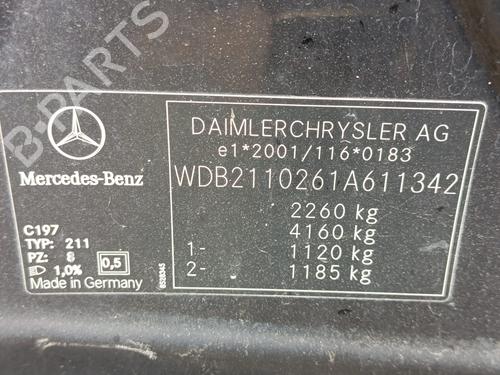 B-PARTS
Mercedes-Benz
DAIMLERCHRYSLER AG
e1*2001/116*0183
WDB2110261A611342
2260 kg
4160 kg
1- 1120 kg
2- 1185 kg
C197
TYP: 211
PZ: 8
1,0% 0,5
Made in Germany